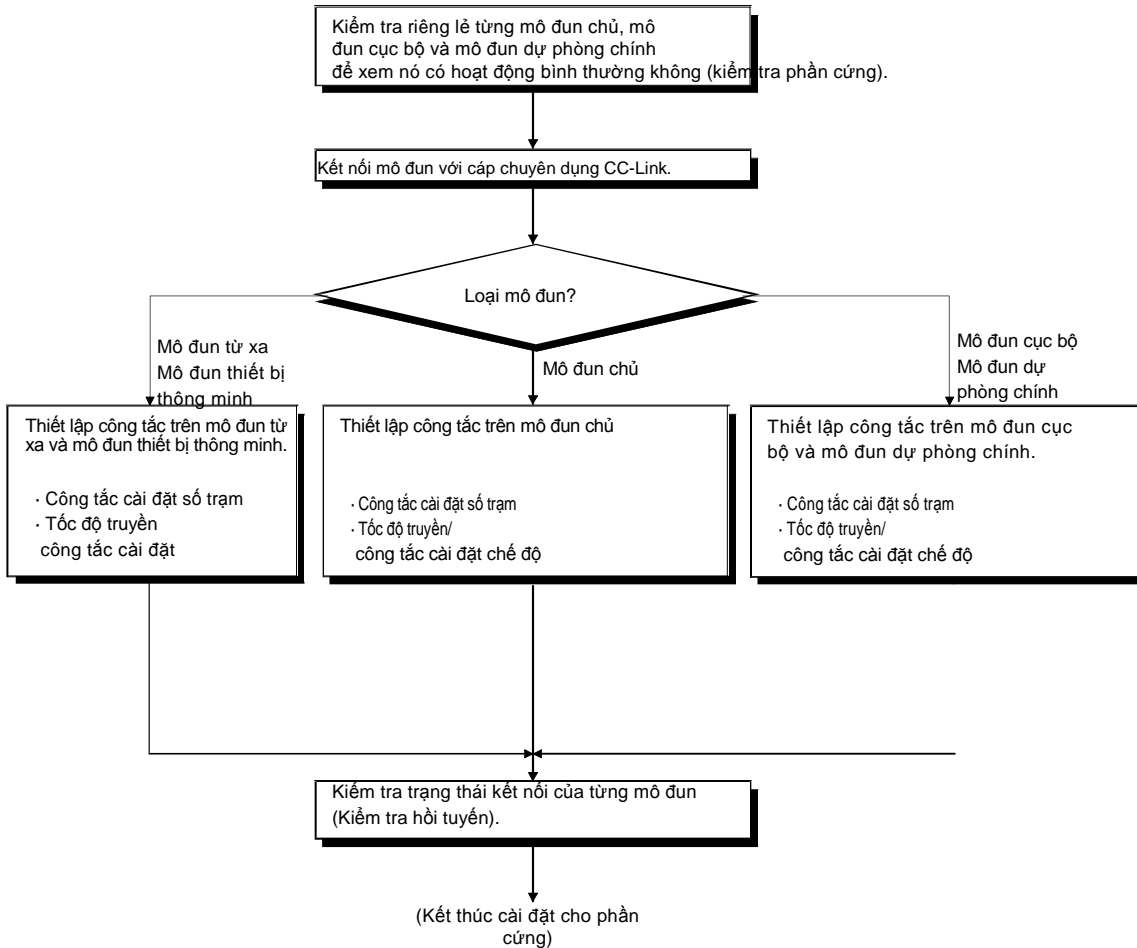 Kiểm tra riêng lẻ từng mô đun chủ, mô
đun cục bộ và mô đun dự phòng chính
để xem nó có hoạt động bình thường không (kiểm tra phần cứng).
Kết nối mô đun với cáp chuyên dụng CC-Link.
Loại mô đun?
Mô đun từ xa
Mô đun thiết bị
thông minh
Mô đun chủ
Mô đun cục bộ
Mô đun dự
phòng chính
Thiết lập công tắc trên mô đun từ
xa và mô đun thiết bị thông minh.
· Công tắc cài đặt số trạm
· Tốc độ truyền
công tắc cài đặt
Thiết lập công tắc trên mô đun chủ
· Công tắc cài đặt số trạm
· Tốc độ truyền/
công tắc cài đặt chế độ
Thiết lập công tắc trên mô đun cục
bộ và mô đun dự phòng chính.
· Công tắc cài đặt số trạm
· Tốc độ truyền/
công tắc cài đặt chế độ
Kiểm tra trạng thái kết nối của từng mô đun
(Kiểm tra hồi tuyến).
(Kết thúc cài đặt cho phần
cứng)